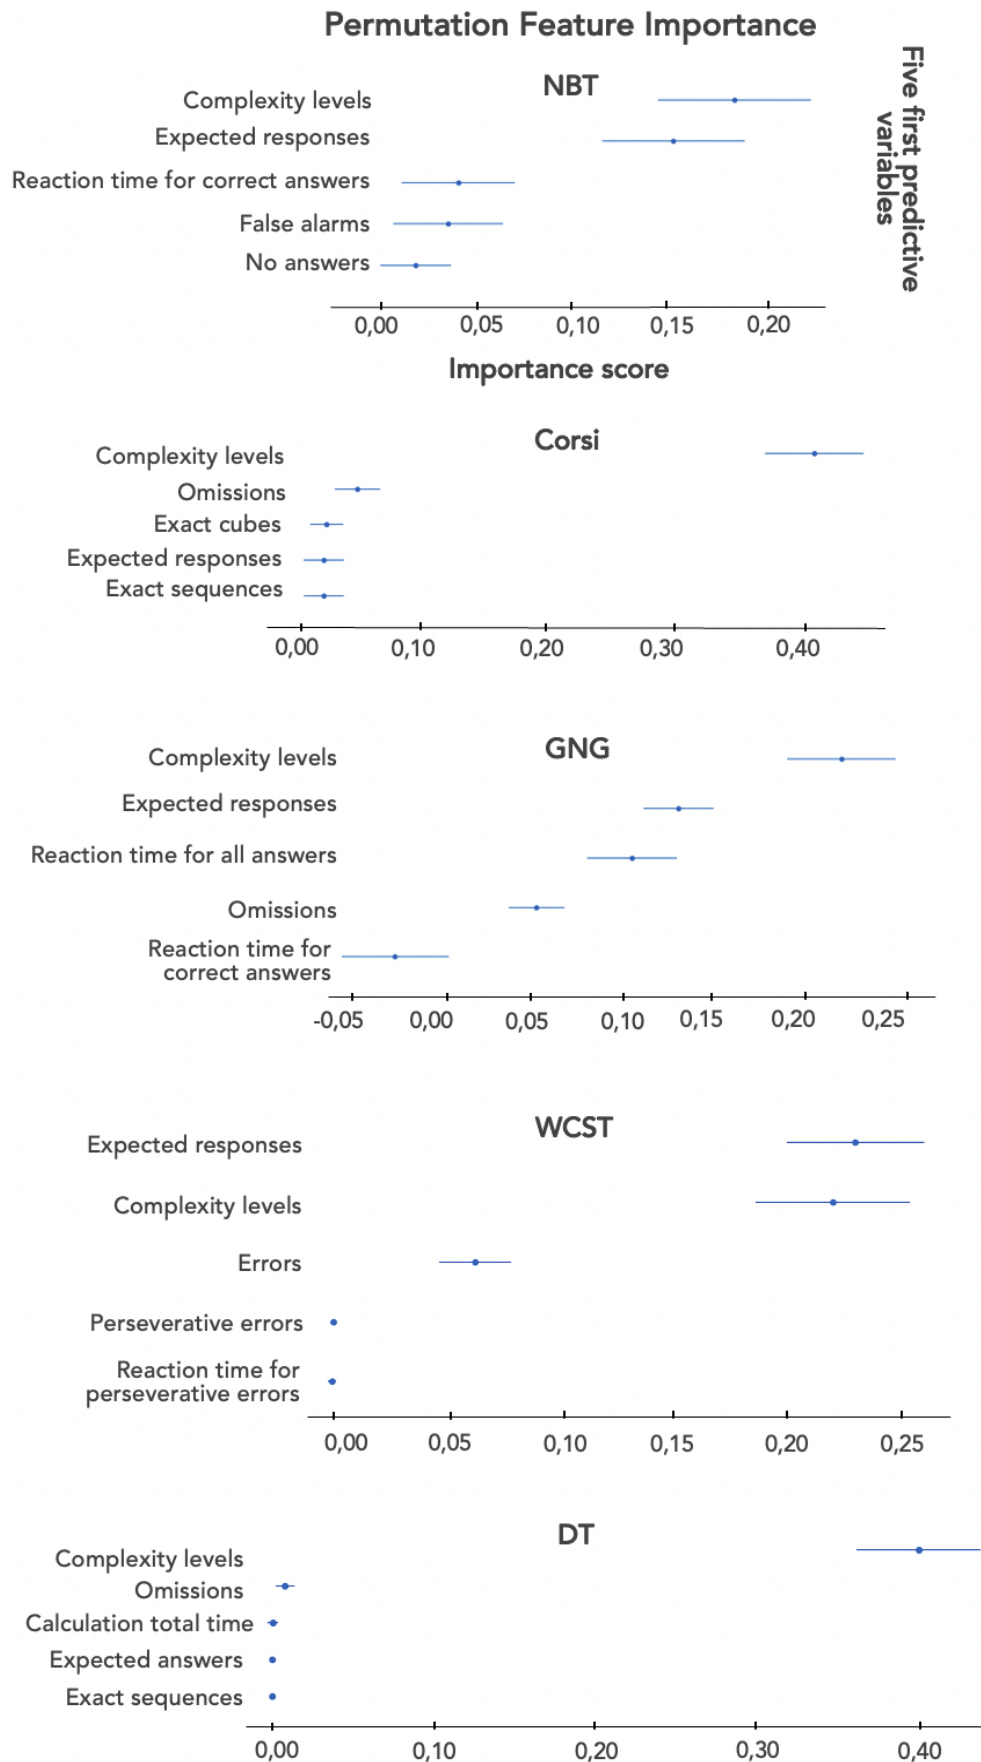 Permutation Feature Importance
Five first predictive
variables
NBT
Complexity levels
Expected responses
Reaction time for correct answers
False alarms
No answers
0,00 0,05 0,10 0,15 0,20
Importance score
Corsi
Complexity levels
Omissions
Exact cubes
Expected responses
Exact sequences
0,00 0,10 0,20 0,30 0,40
GNG
Complexity levels
Expected responses
Reaction time for all answers
Omissions
Reaction time for
correct answers
-0,05 0,00 0,05 0,10 0,15 0,20 0,25
WCST
Expected responses
Complexity levels
Errors
Perseverative errors
Reaction time for
perseverative errors
0,00 0,05 0,10 0,15 0,20 0,25
DT
Complexity levels
Omissions
Calculation total time
Expected answers
Exact sequences
0,00 0,10 0,20 0,30 0,40